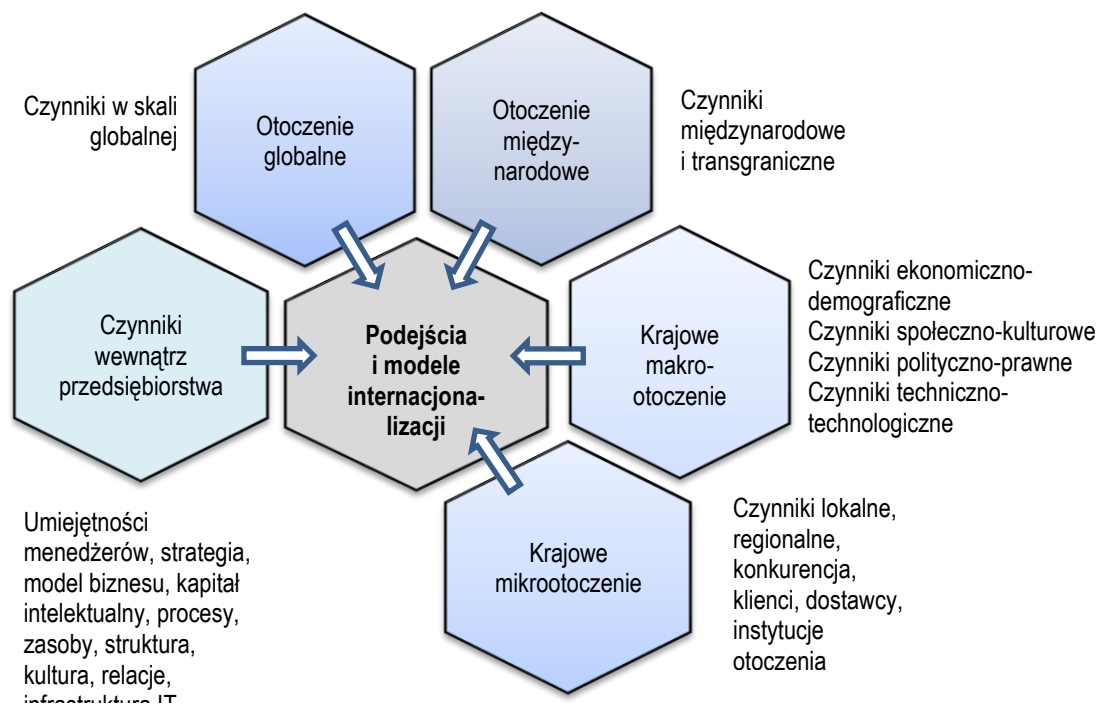 Czynniki w skali
globalnej
Otoczenie
globalne
Otoczenie
między-
narodowe
Czynniki
międzynarodowe
i transgraniczne
Czynniki
wewnątrz
przedsiębiorstwa
Podejścia
i modele
internacjona-
lizacji
Krajowe
makro-
otoczenie
Czynniki ekonomiczno-
demograficzne
Czynniki społeczno-kulturowe
Czynniki polityczno-prawne
Czynniki techniczno-
technologiczne
Umiejętności
menedżerów, strategia,
model biznesu, kapitał
intelektualny, procesy,
zasoby, struktura,
kultura, relacje,
infrastruktura IT
Krajowe
mikrootoczenie
Czynniki lokalne,
regionalne,
konkurencja,
klienci, dostawcy,
instytucje
otoczenia